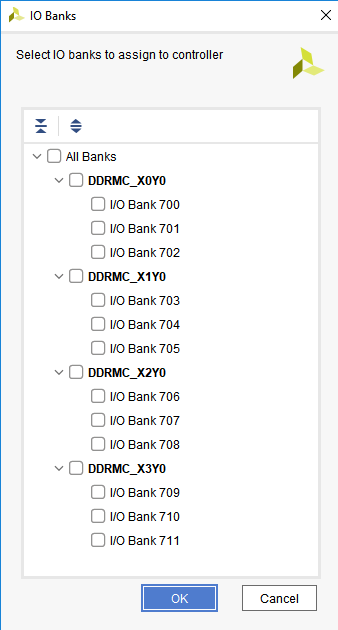 IO Banks
Select IO banks to assign to controller
All Banks
DDRMC_X0Y0
I/O Bank 700
I/O Bank 701
I/O Bank 702
DDRMC_X1Y0
I/O Bank 703
I/O Bank 704
I/O Bank 705
DDRMC_X2Y0
I/O Bank 706
I/O Bank 707
I/O Bank 708
DDRMC_X3Y0
I/O Bank 709
I/O Bank 710
I/O Bank 711
OK Cancel